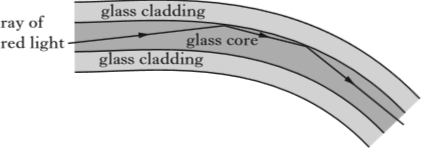 glass cladding
ray of
red light
glass core
glass cladding